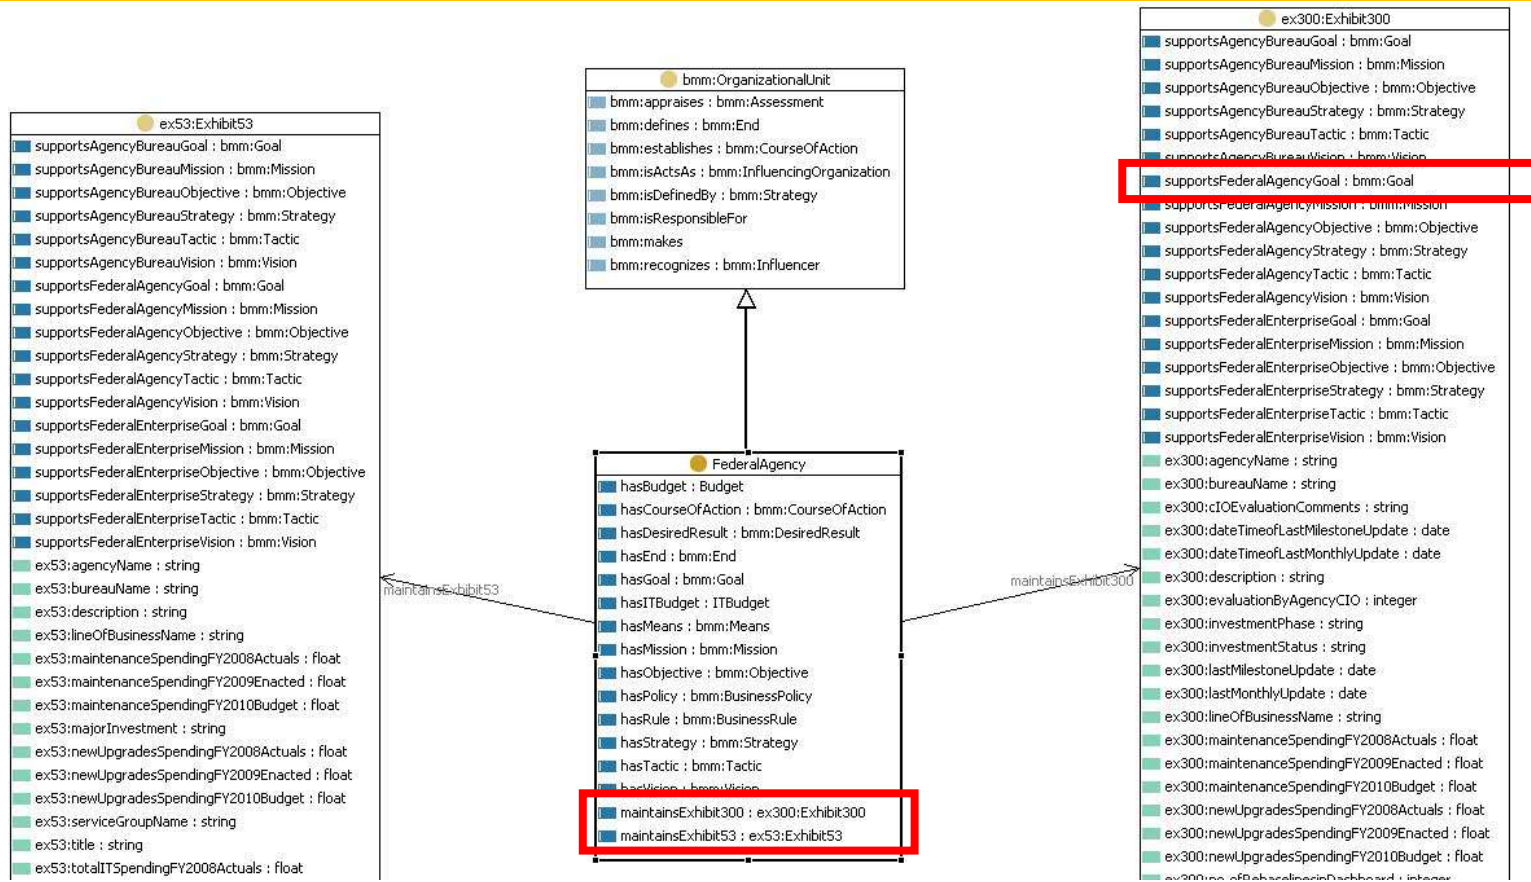 ex53:Exhibit53
supportsAgencyBureauGoal : bmm:Goal
supportsAgencyBureauMission : bmm:Mission
supportsAgencyBureauObjective : bmm:Objective
supportsAgencyBureauStrategy : bmm:Strategy
supportsAgencyBureauTactic : bmm:Tactic
supportsAgencyBureauVision : bmm:Vision
supportsFederalAgencyGoal : bmm:Goal
supportsFederalAgencyMission : bmm:Mission
supportsFederalAgencyObjective : bmm:Objective
supportsFederalAgencyStrategy : bmm:Strategy
supportsFederalAgencyTactic : bmm:Tactic
supportsFederalAgencyVision : bmm:Vision
supportsFederalEnterpriseGoal : bmm:Goal
supportsFederalEnterpriseMission : bmm:Mission
supportsFederalEnterpriseObjective : bmm:Objective
supportsFederalEnterpriseStrategy : bmm:Strategy
supportsFederalEnterpriseTactic : bmm:Tactic
supportsFederalEnterpriseVision : bmm:Vision
ex53:agencyName : string
ex53:bureauName : string
ex53:description : string
ex53:lineOfBusinessName : string
ex53:maintenanceSpendingFY2008Actuals : float
ex53:maintenanceSpendingFY2009Enacted : float
ex53:maintenanceSpendingFY2010Budget : float
ex53:majorInvestment : string
ex53:newUpgradesSpendingFY2008Actuals : float
ex53:newUpgradesSpendingFY2009Enacted : float
ex53:newUpgradesSpendingFY2010Budget : float
ex53:serviceGroupName : string
ex53:title : string
ex53:totalITSpendingFY2008Actuals : float
maintainsExhibit53
bmm:OrganizationalUnit
bmm:appraises : bmm:Assessment
bmm:defines : bmm:End
bmm:establishes : bmm:CourseOfAction
bmm:isActsAs : bmm:InfluencingOrganization
bmm:isDefinedBy : bmm:Strategy
bmm:isResponsibleFor
bmm:makes
bmm:recognizes : bmm:Influencer
FederalAgency
hasBudget : Budget
hasCourseOfAction : bmm:CourseOfAction
hasDesiredResult : bmm:DesiredResult
hasEnd : bmm:End
hasGoal : bmm:Goal
hasITBudget : ITBudget
hasMeans : bmm:Means
hasMission : bmm:Mission
hasObjective : bmm:Objective
hasPolicy : bmm:BusinessPolicy
hasRule : bmm:BusinessRule
hasStrategy : bmm:Strategy
hasTactic : bmm:Tactic
hasVision : bmm:Vision
maintainsExhibit300 : ex300:Exhibit300
maintainsExhibit53 : ex53:Exhibit53
maintainsExhibit300
ex300:Exhibit300
supportsAgencyBureauGoal : bmm:Goal
supportsAgencyBureauMission : bmm:Mission
supportsAgencyBureauObjective : bmm:Objective
supportsAgencyBureauStrategy : bmm:Strategy
supportsAgencyBureauTactic : bmm:Tactic
supportsAgencyBureauVision : bmm:Vision
supportsFederalAgencyGoal : bmm:Goal
supportsFederalAgencyMission : bmm:Mission
supportsFederalAgencyObjective : bmm:Objective
supportsFederalAgencyStrategy : bmm:Strategy
supportsFederalAgencyTactic : bmm:Tactic
supportsFederalAgencyVision : bmm:Vision
supportsFederalEnterpriseGoal : bmm:Goal
supportsFederalEnterpriseMission : bmm:Mission
supportsFederalEnterpriseObjective : bmm:Objective
supportsFederalEnterpriseStrategy : bmm:Strategy
supportsFederalEnterpriseTactic : bmm:Tactic
supportsFederalEnterpriseVision : bmm:Vision
ex300:agencyName : string
ex300:bureauName : string
ex300:cIOEvaluationComments : string
ex300:dateTimeofLastMilestoneUpdate : date
ex300:dateTimeofLastMonthlyUpdate : date
ex300:description : string
ex300:evaluationByAgencyCIO : integer
ex300:investmentPhase : string
ex300:investmentStatus : string
ex300:lastMilestoneUpdate : date
ex300:lastMonthlyUpdate : date
ex300:lineOfBusinessName : string
ex300:maintenanceSpendingFY2008Actuals : float
ex300:maintenanceSpendingFY2009Enacted : float
ex300:maintenanceSpendingFY2010Budget : float
ex300:newUpgradesSpendingFY2008Actuals : float
ex300:newUpgradesSpendingFY2009Enacted : float
ex300:newUpgradesSpendingFY2010Budget : float
ex300:no_ofRebaselinesinDashboard : integer